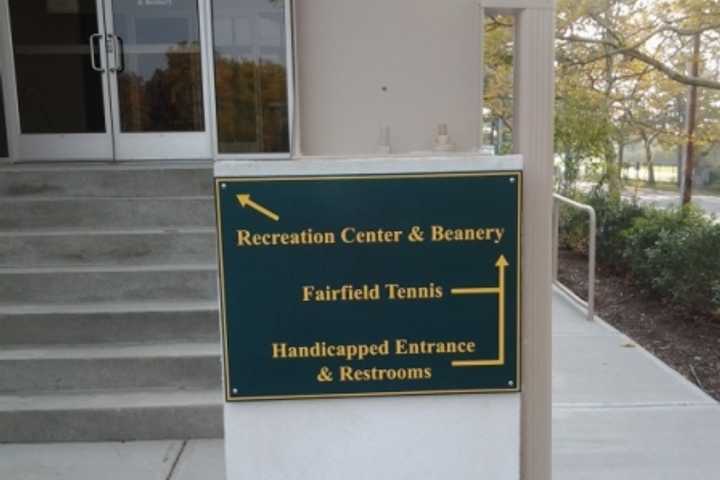 Recreation Center & Beanery
Fairfield Tennis
Handicapped Entrance
& Restrooms